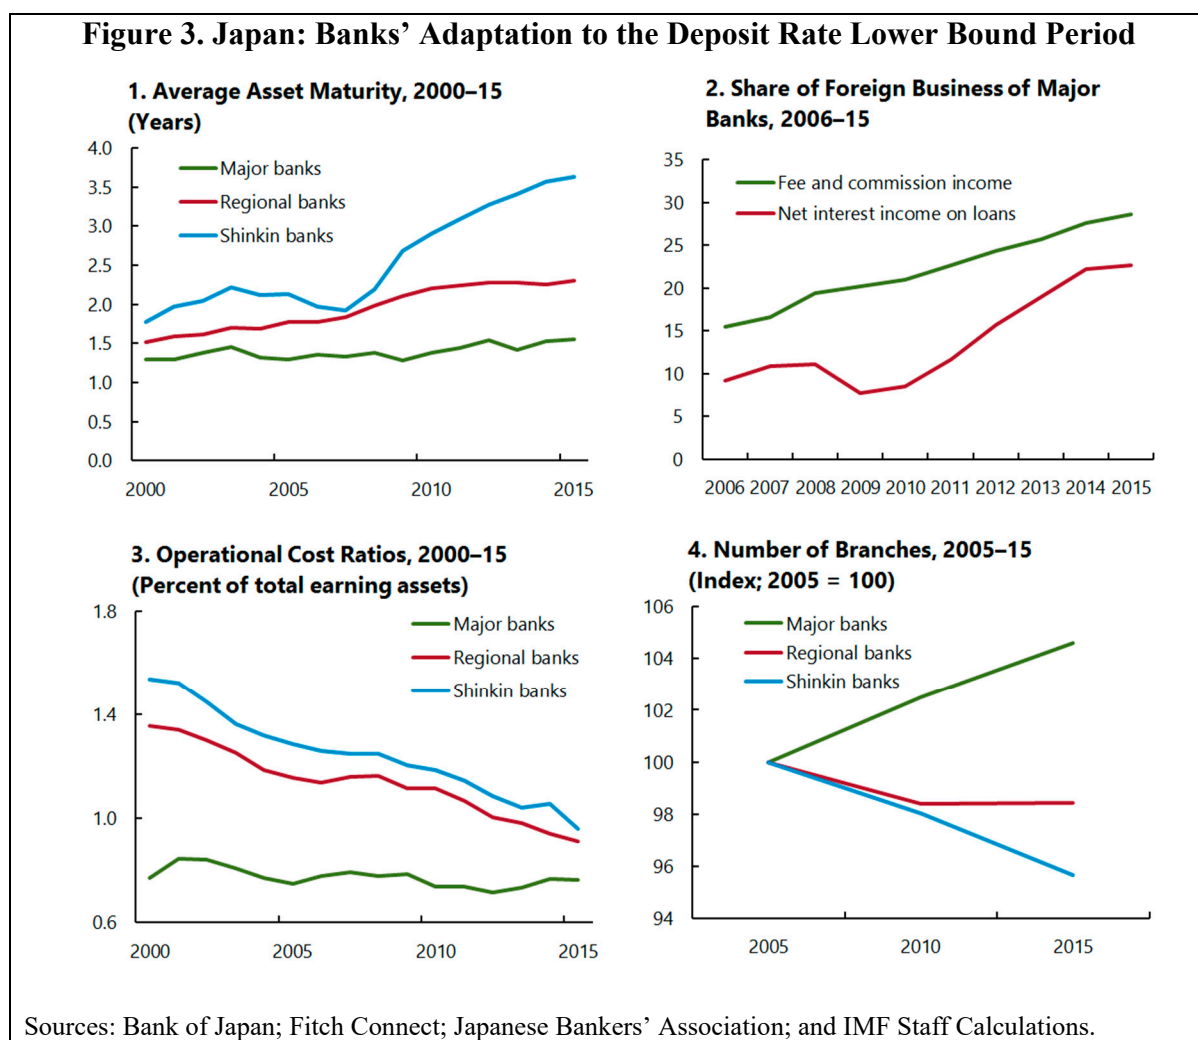 Figure 3. Japan: Banks' Adaptation to the Deposit Rate Lower Bound Period
1. Average Asset Maturity, 2000–15
(Years)
4.0
3.5
3.0
2.5
2.0
1.5
1.0
0.5
0.0
Major banks
Regional banks
Shinkin banks
2000 2005 2010 2015
2. Share of Foreign Business of Major
Banks, 2006–15
35
30
25
20
15
10
5
0
Fee and commission income
Net interest income on loans
2006 2007 2008 2009 2010 2011 2012 2013 2014 2015
3. Operational Cost Ratios, 2000–15
(Percent of total earning assets)
1.8
1.4
1.0
0.6
Major banks
Regional banks
Shinkin banks
2000 2005 2010 2015
4. Number of Branches, 2005–15
(Index; 2005 = 100)
106
104
102
100
98
96
94
Major banks
Regional banks
Shinkin banks
2005 2010 2015
Sources: Bank of Japan; Fitch Connect; Japanese Bankers' Association; and IMF Staff Calculations.